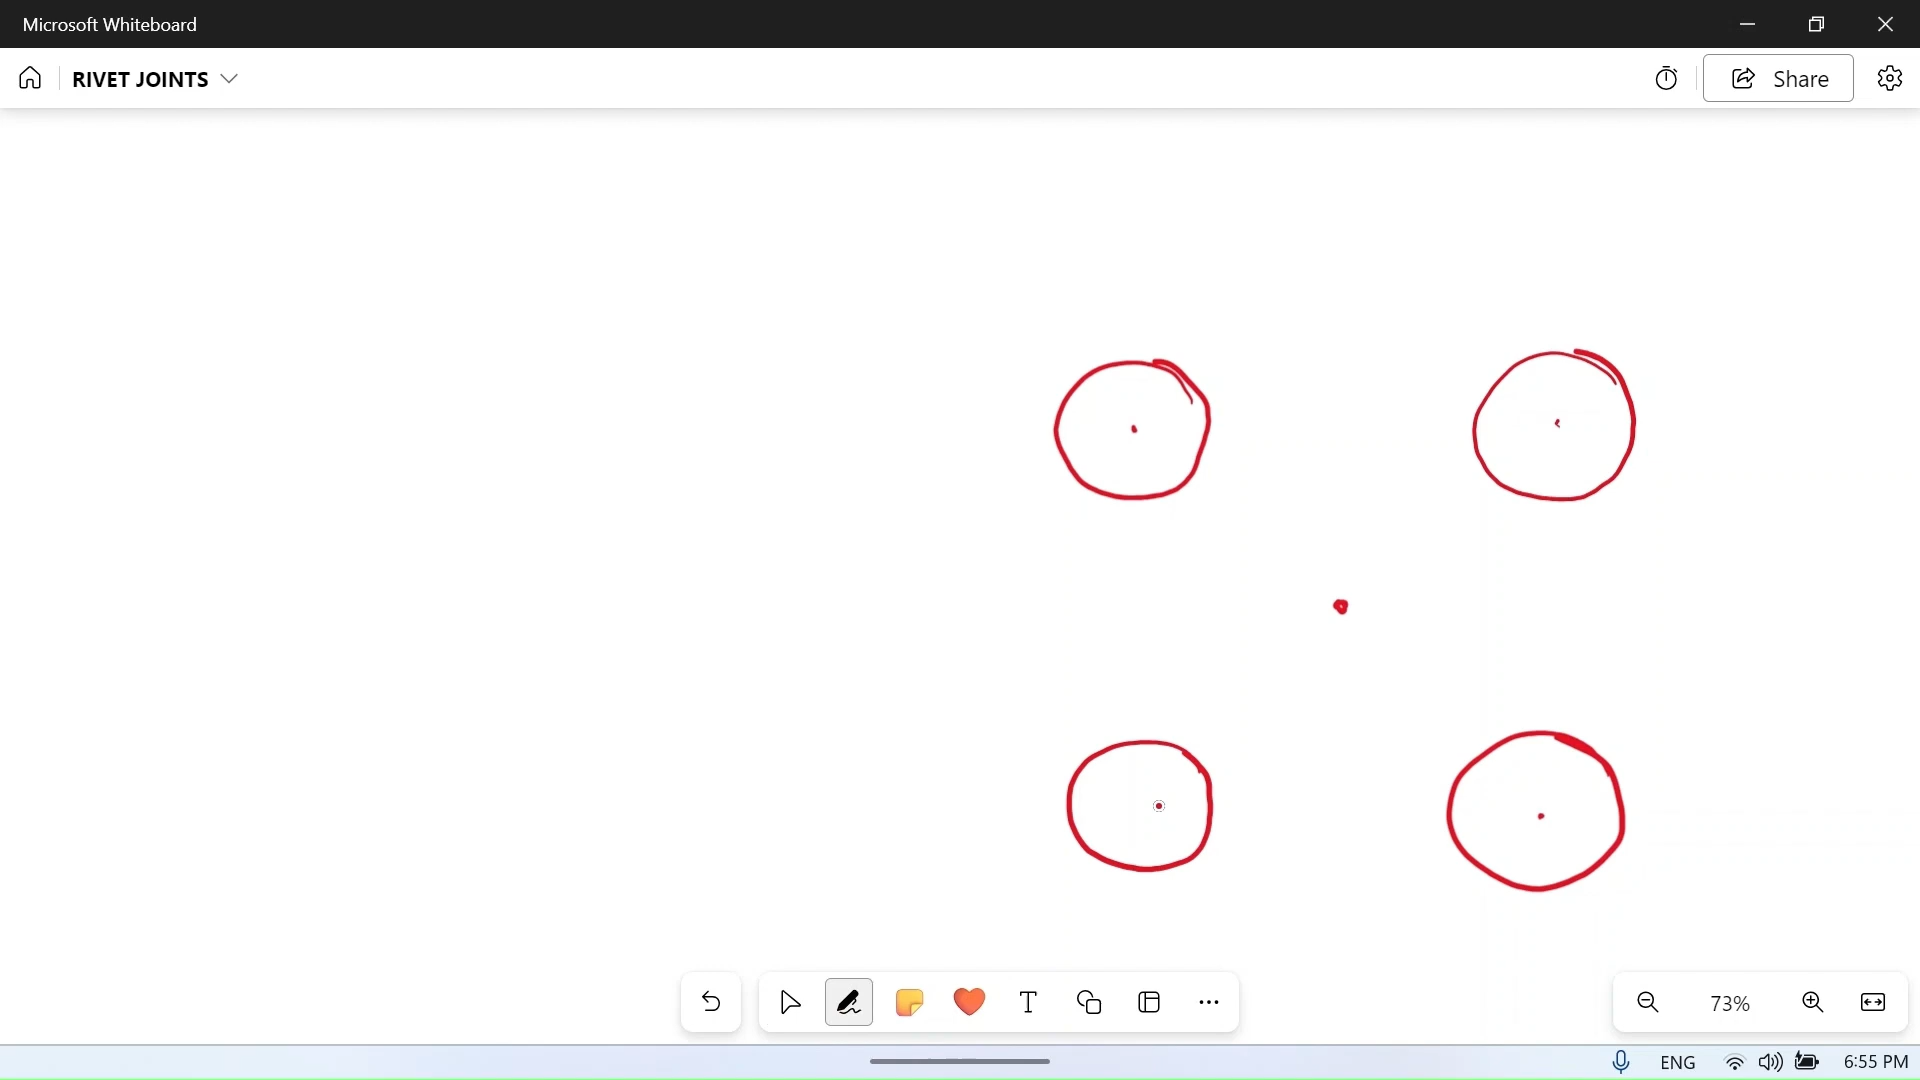 Microsoft Whiteboard
RIVET JOINTS
Share
73%
ENG
6:55 PM